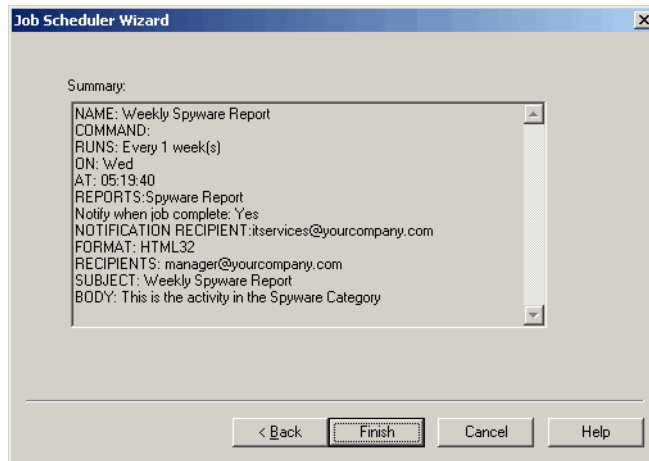 Job Scheduler Wizard
Summary:
NAME: Weekly Spyware Report
COMMAND:
RUNS: Every 1 week(s)
ON: Wed
AT: 05:19:40
REPORTS:Spyware Report
Notify when job complete: Yes
NOTIFICATION RECIPIENT:itservices@yourcompany.com
FORMAT: HTML32
RECIPIENTS: manager@yourcompany.com
SUBJECT: Weekly Spyware Report
BODY: This is the activity in the Spyware Category
< Back Finish Cancel Help